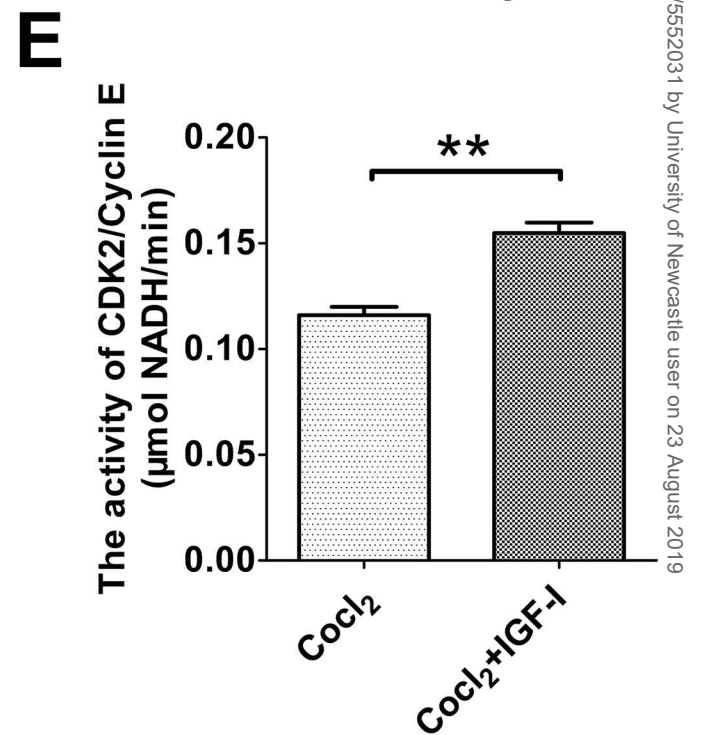 E
The activity of CDK2/Cyclin E
(μmol NADH/min)
0.20
0.15
0.10
0.05
0.00
**
Cocl₂
Cocl₂+IGF-I
/5552031 by University of Newcastle user on 23 August 2019